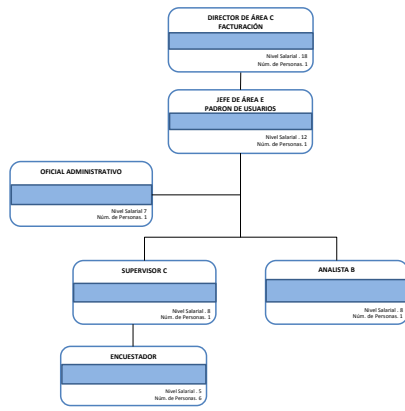 DIRECTOR DE ÁREA C
FACTURACIÓN
Nivel Salarial . 18
Núm. de Personas. 1
JEFE DE ÁREA E
PADRON DE USUARIOS
Nivel Salarial . 12
Núm. de Personas. 1
OFICIAL ADMINISTRATIVO
Nivel Salarial 7
Núm. de Personas. 1
SUPERVISOR C
Nivel Salarial . 8
Núm. de Personas. 1
ANALISTA B
Nivel Salarial . 8
Núm. de Personas. 1
ENCUESTADOR
Nivel Salarial . 5
Núm. de Personas. 6